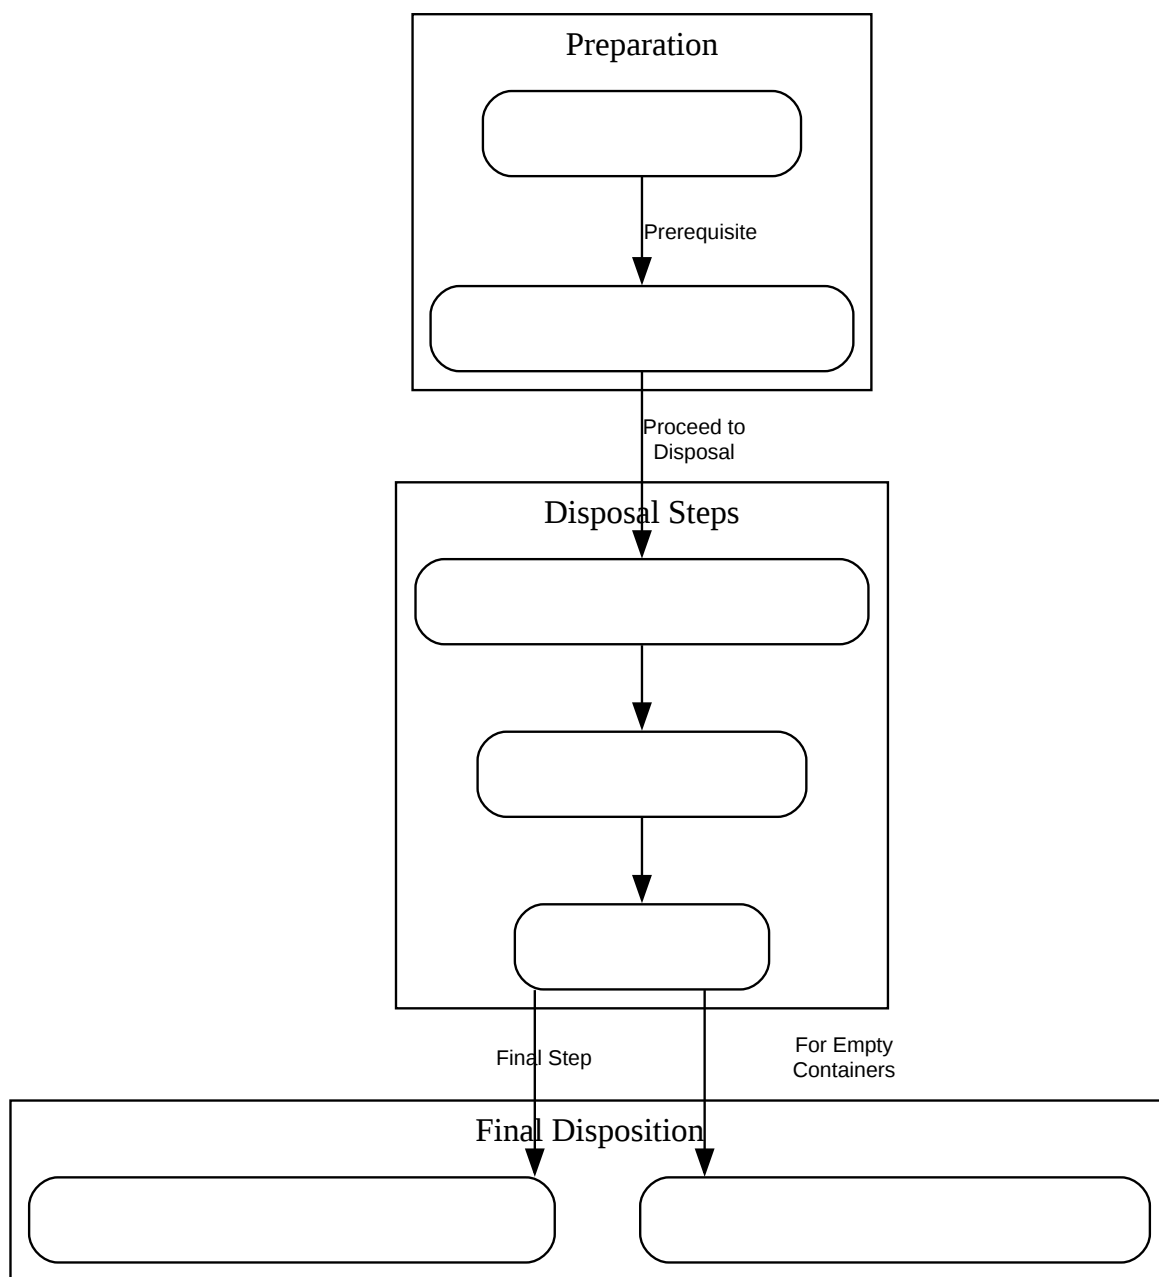 Preparation
Prerequisite
Proceed to
Disposal
Disposal Steps
Final Step
For Empty
Containers
Final Disposition